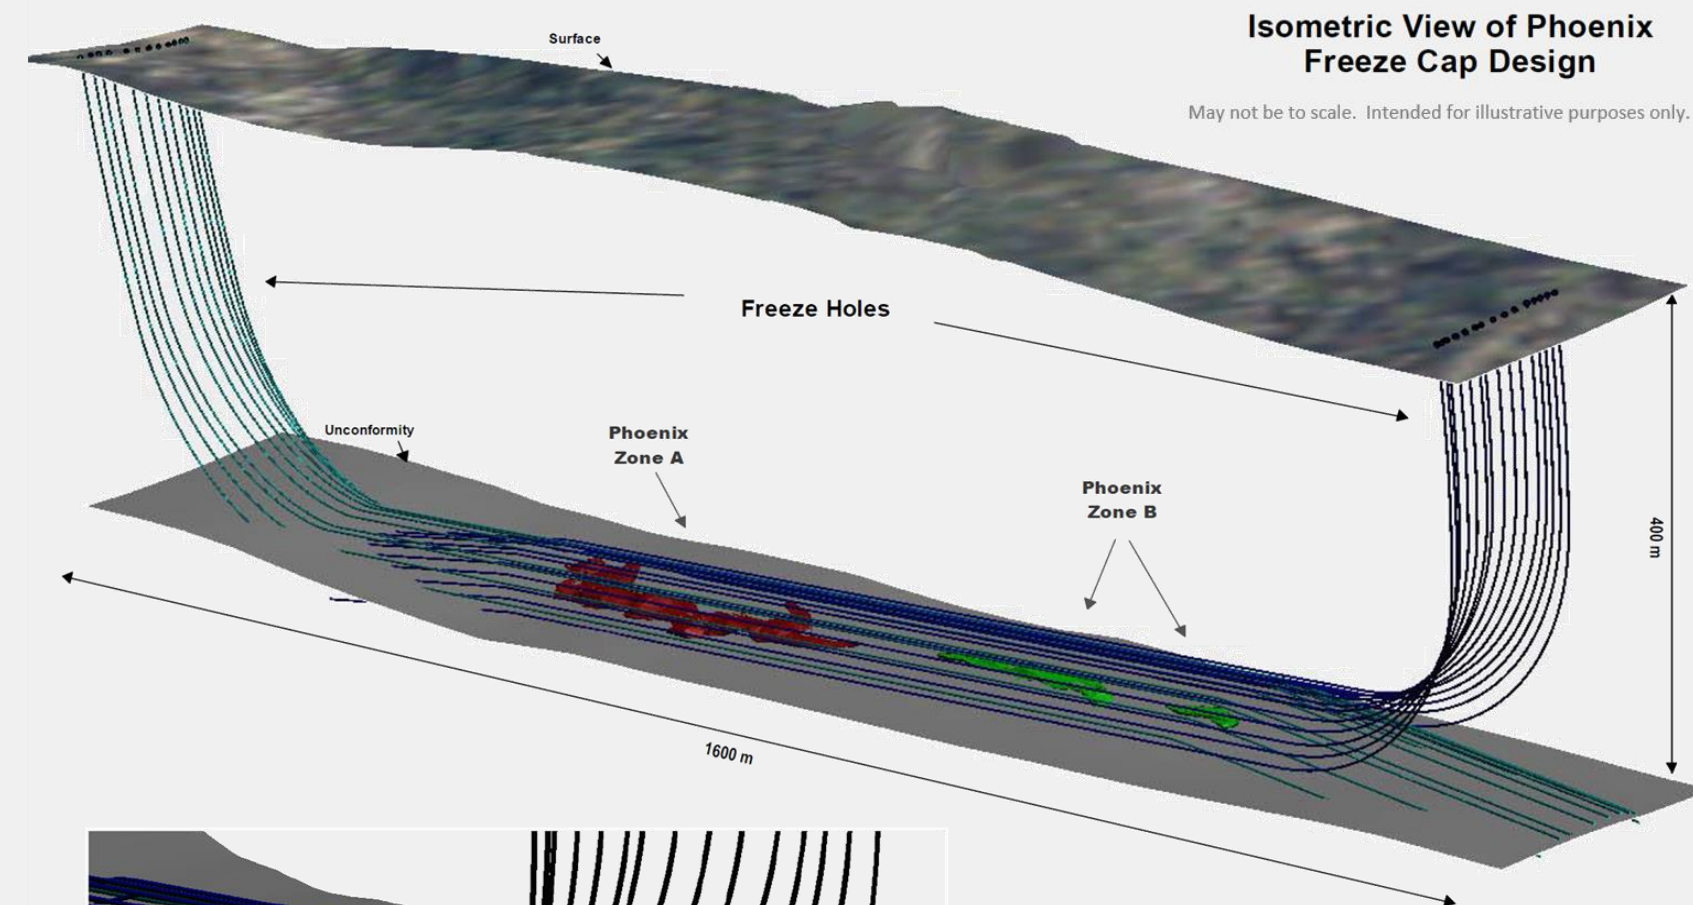 Isometric View of Phoenix
Freeze Cap Design
May not be to scale. Intended for illustrative purposes only.
Surface
Freeze Holes
Unconformity
Phoenix
Zone A
Phoenix
Zone B
400 m
1600 m